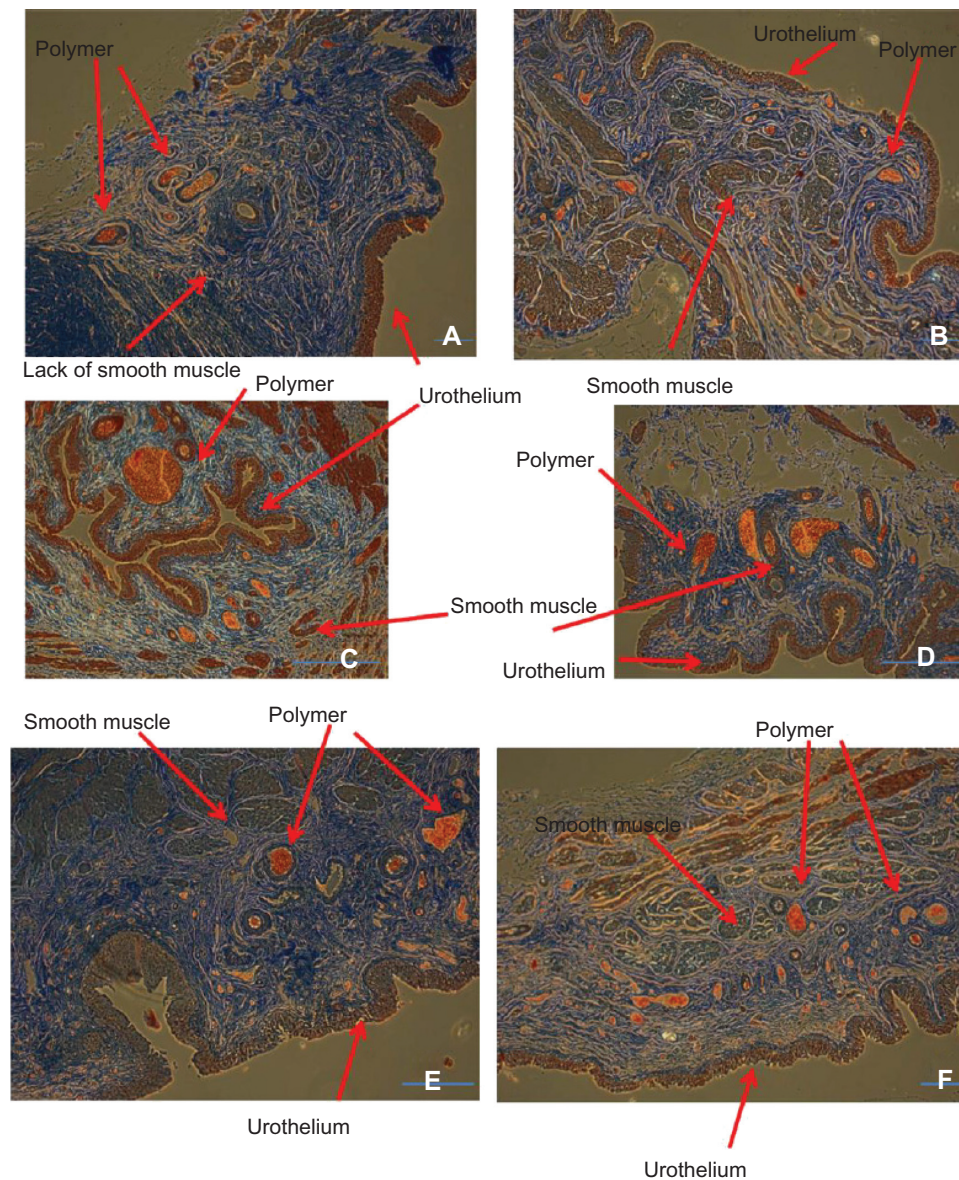 Polymer
Urothelium
Polymer
A
B
Lack of smooth muscle
Polymer
Urothelium
Smooth muscle
Polymer
Smooth muscle
Urothelium
C
D
Smooth muscle
Polymer
Polymer
Smooth muscle
E
F
Urothelium
Urothelium